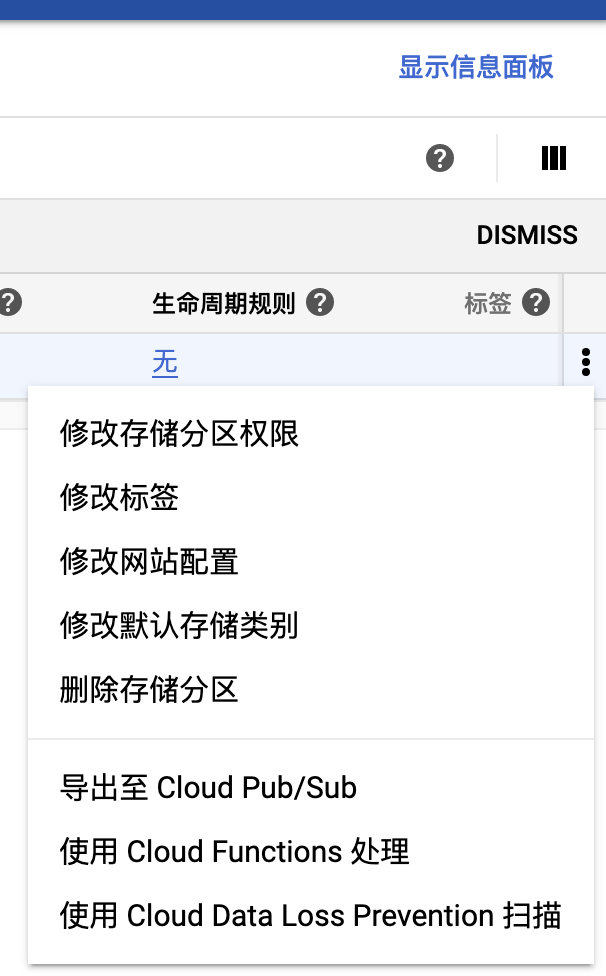 显示信息面板
DISMISS
生命周期规则 标签
无
修改存储分区权限
修改标签
修改网站配置
修改默认存储类别
删除存储分区
导出至 Cloud Pub/Sub
使用 Cloud Functions 处理
使用 Cloud Data Loss Prevention 扫描